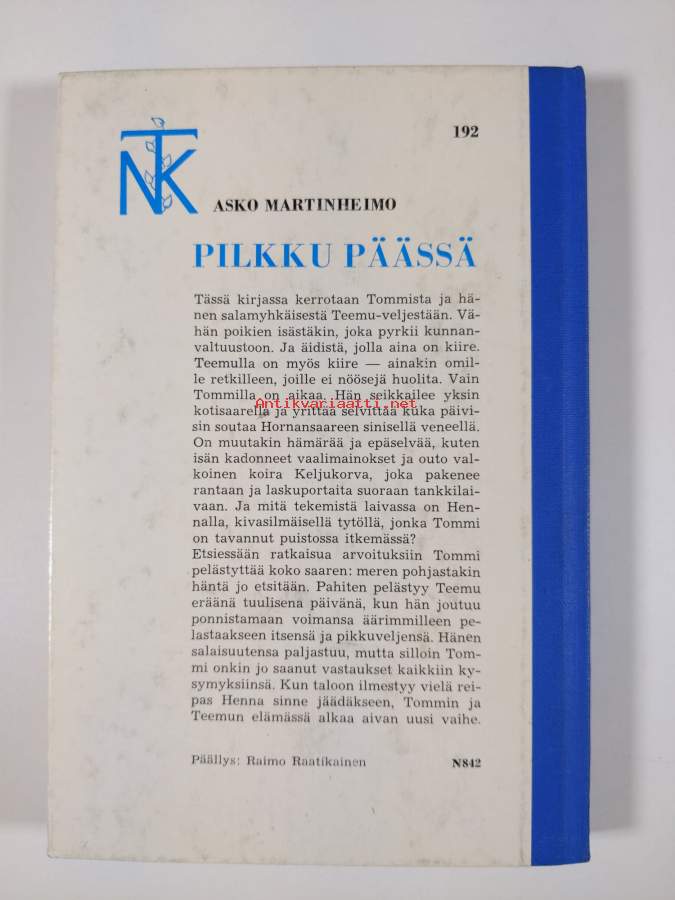 NTK
192
ASKO MARTINHEIMO
PILKKU PÄÄSSÄ
Tässä kirjassa kerrotaan Tommista ja hä-
nen salamyhkäisestä Teemu-veljestään. Vä-
hän poikien isästäkin, joka pyrkii kunnan-
valtuustoon. Ja äidistä, jolla aina on kiire.
Teemulla on myös kiire — ainakin omil-
le retkilleen, joille ei nöösejä huolita. Vain
Tommilla on aikaa. Hän seikkailee yksin
Antikvariaatti.net
kotisaarella ja yrittää selvittää kuka päivi-
sin soutaa Hornansaareen sinisellä veneellä.
On muutakin hämärää ja epäselvää, kuten
isän kadonneet vaalimainokset ja outo val-
koinen koira Keljukorva, joka pakenee
rantaan ja laskuportaita suoraan tankkilai-
vaan. Ja mitä tekemistä laivassa on Hen-
nalla, kivasilmäisellä tytöllä, jonka Tommi
on tavannut puistossa itkemässä?
Etsiessään ratkaisua arvoituksiin Tommi
pelästyttää koko saaren: meren pohjastakin
häntä jo etsitään. Pahiten pelästyy Teemu
eräänä tuulisena päivänä, kun hän joutuu
ponnistamaan voimansa äärimmilleen pe-
lastaakseen itsensä ja pikkuveljensä. Hänen
salaisuutensa paljastuu, mutta silloin Tom-
mi onkin jo saanut vastaukset kaikkiin ky-
symyksiinsä. Kun taloon ilmestyy vielä rei-
pas Henna sinne jäädäkseen, Tommin ja
Teemun elämässä alkaa aivan uusi vaihe.
Päällys: Raimo Raatikainen
N842